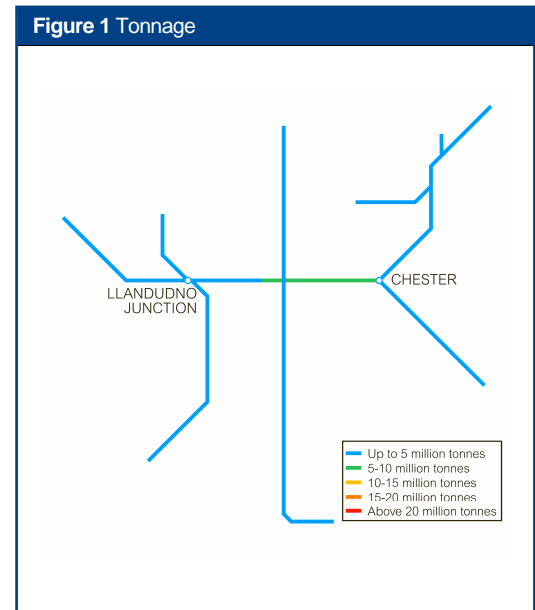 Figure 1 Tonnage
CHESTER
LLANDUDNO
JUNCTION
Up to 5 million tonnes
5-10 million tonnes
10-15 million tonnes
15-20 million tonnes
Above 20 million tonnes